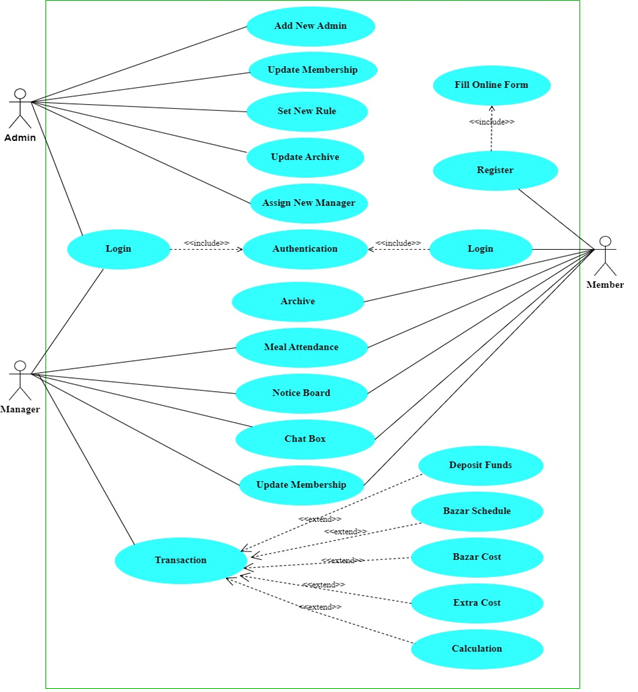 Add New Admin
Update Membership
Fill Online Form
Admin
Set New Rule
<<include>>
Update Archive
Register
Assign New Manager
Login
<<include>>
Authentication
<<include>>
Login
Member
Archive
Meal Attendance
Manager
Notice Board
Chat Box
Update Membership
Deposit Funds
Bazar Schedule
<<extend>>
<<extend>>
Transaction
<<extend>>
Bazar Cost
<<extend>>
Extra Cost
<<extend>>
Calculation